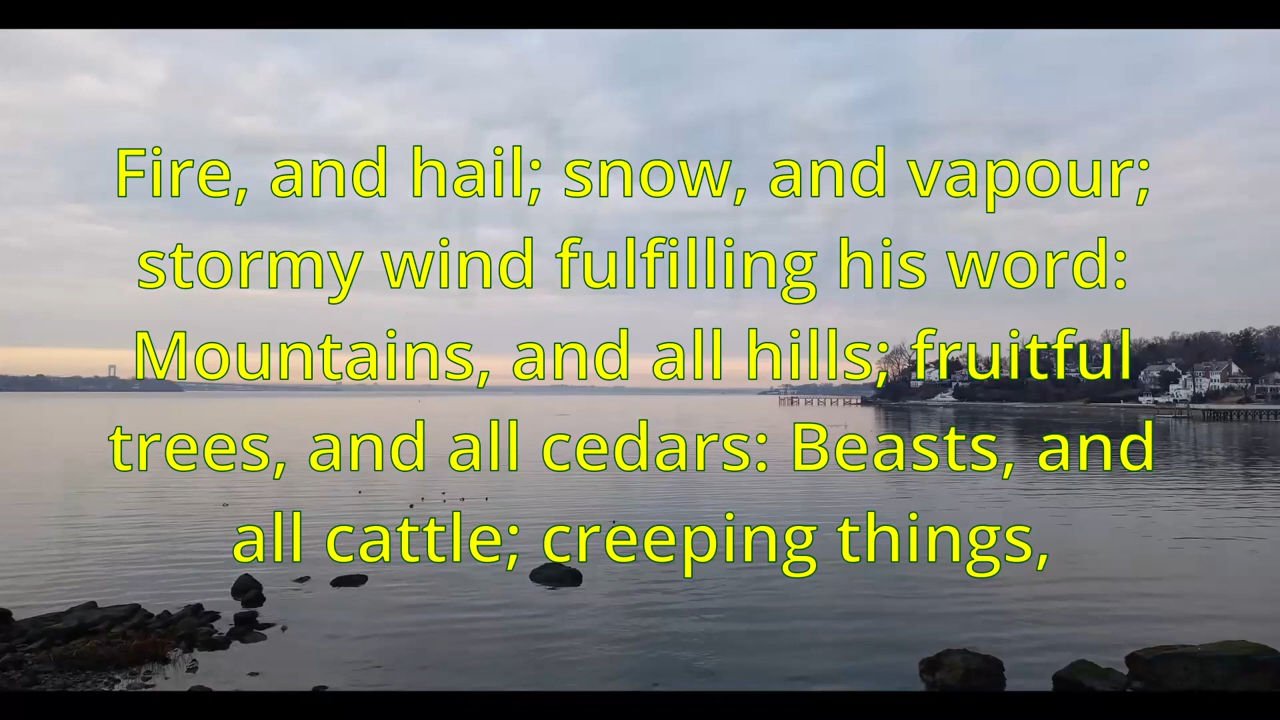 Fire, and hail; snow, and vapour;
stormy wind fulfilling his word:
Mountains, and all hills; fruitful
trees, and all cedars: Beasts, and
all cattle; creeping things,